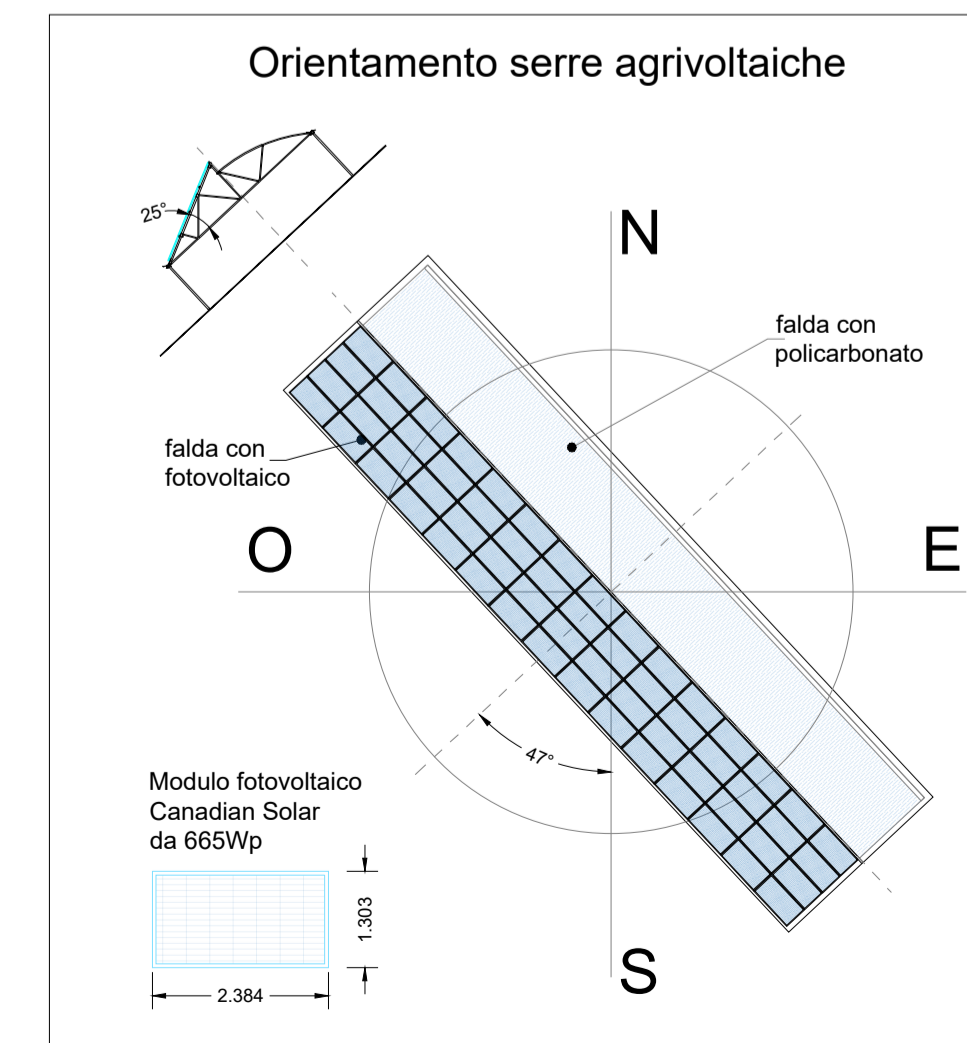 Orientamento serre agrivoltaiche
25°
N
falda con
policarbonato
falda con
fotovoltaico
O
E
47°
Modulo fotovoltaico
Canadian Solar
da 665Wp
1.303
2.384
S